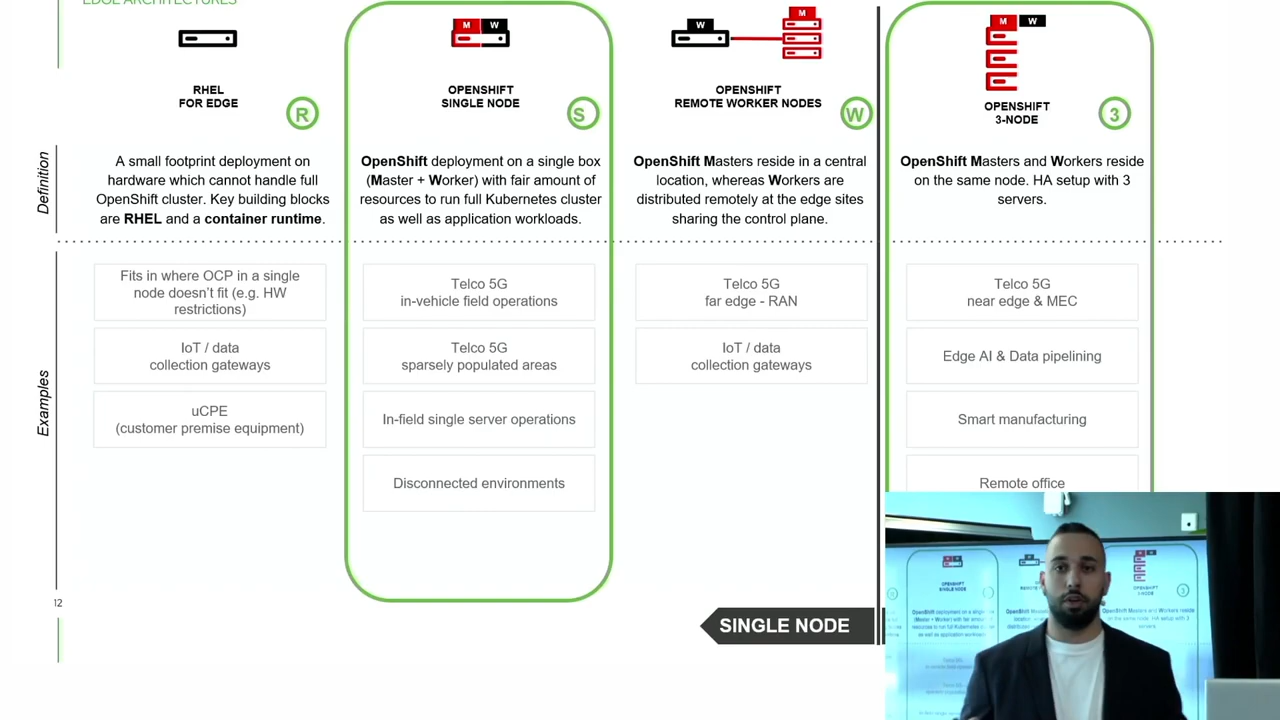 EDGE ARCHITECTURES
M W
W
M
M W
RHEL
FOR EDGE
R
OPENSHIFT
SINGLE NODE
S
OPENSHIFT
REMOTE WORKER NODES
W
OPENSHIFT
3-NODE
3
Definition
A small footprint deployment on
hardware which cannot handle full
OpenShift cluster. Key building blocks
are RHEL and a container runtime.
OpenShift deployment on a single box
(Master + Worker) with fair amount of
resources to run full Kubernetes cluster
as well as application workloads.
OpenShift Masters reside in a central
location, whereas Workers are
distributed remotely at the edge sites
sharing the control plane.
OpenShift Masters and Workers reside
on the same node. HA setup with 3
servers.
Examples
Fits in where OCP in a single
node doesn't fit (e.g. HW
restrictions)
IoT / data
collection gateways
uCPE
(customer premise equipment)
Telco 5G
in-vehicle field operations
Telco 5G
sparsely populated areas
In-field single server operations
Disconnected environments
Telco 5G
far edge - RAN
IoT / data
collection gateways
Telco 5G
near edge & MEC
Edge AI & Data pipelining
Smart manufacturing
Remote office
12
SINGLE NODE